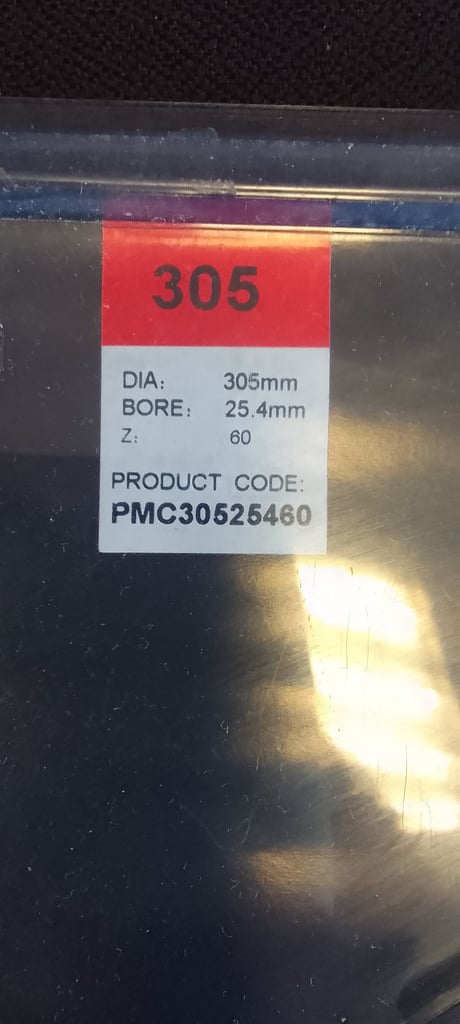 305
DIA: 305mm
BORE: 25.4mm
Z: 60
PRODUCT CODE:
PMC30525460